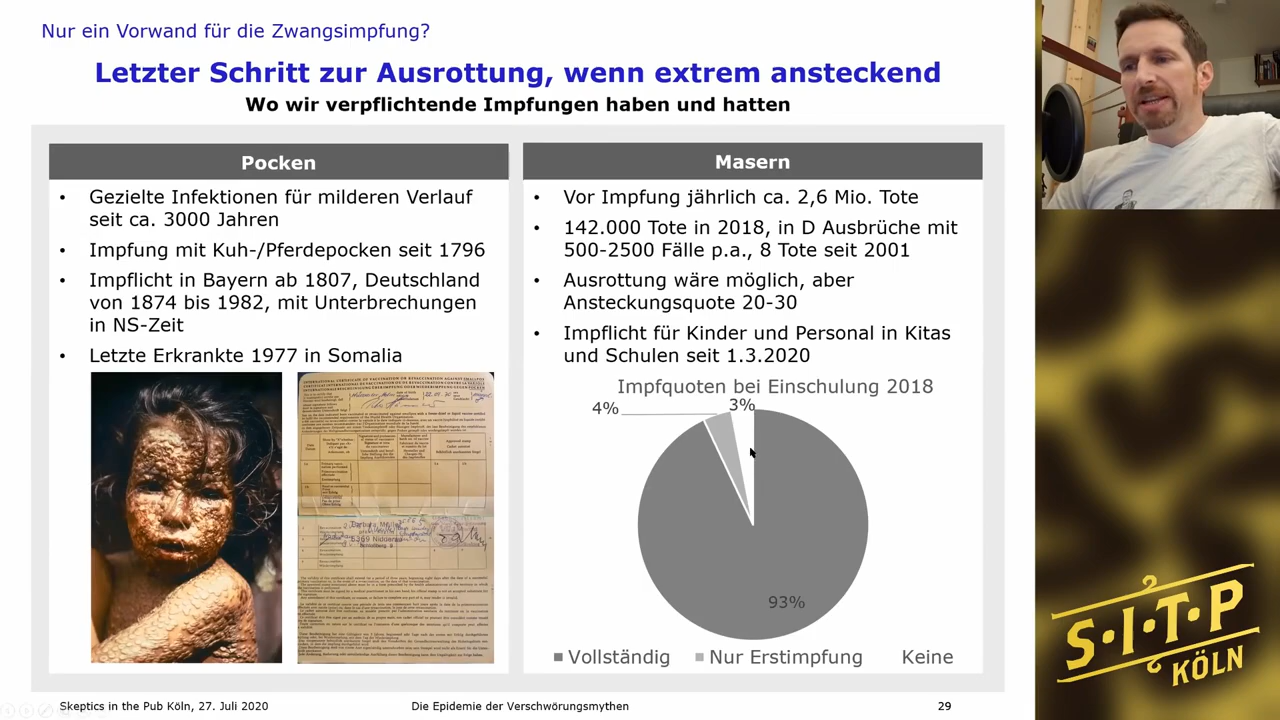 Nur ein Vorwand für die Zwangsimpfung?
Letzter Schritt zur Ausrottung, wenn extrem ansteckend
Wo wir verpflichtende Impfungen haben und hatten
Pocken
• Gezielte Infektionen für milderen Verlauf
seit ca. 3000 Jahren
• Impfung mit Kuh-/Pferdepocken seit 1796
• Impflicht in Bayern ab 1807, Deutschland
von 1874 bis 1982, mit Unterbrechungen
in NS-Zeit
• Letzte Erkrankte 1977 in Somalia
Masern
• Vor Impfung jährlich ca. 2,6 Mio. Tote
• 142.000 Tote in 2018, in D Ausbrüche mit
500-2500 Fälle p.a., 8 Tote seit 2001
• Ausrottung wäre möglich, aber
Ansteckungsquote 20-30
• Impflicht für Kinder und Personal in Kitas
und Schulen seit 1.3.2020
Impfquoten bei Einschulung 2018
4%
3%
93%
Vollständig Nur Erstimpfung Keine
Skeptics in the Pub Köln, 27. Juli 2020
Die Epidemie der Verschwörungsmythen
29
S·I·T·P
KÖLN